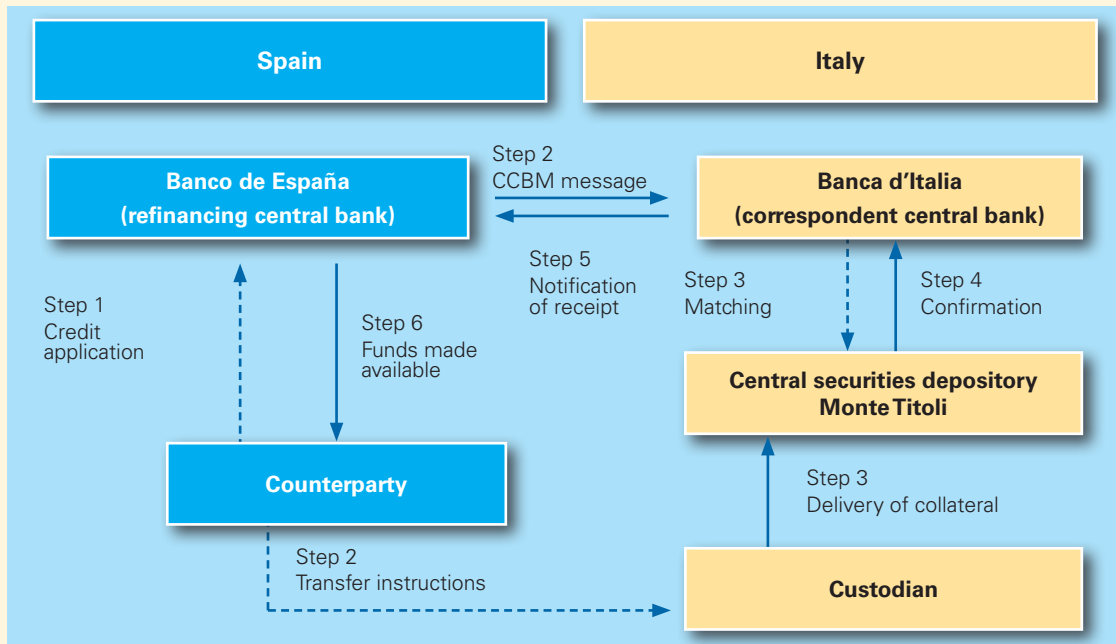 Spain
Italy
Banco de España
(refinancing central bank)
Step 2
CCBM message
Banca d'Italia
(correspondent central bank)
Step 5
Notification
of receipt
Step 1
Credit
application
Step 6
Funds made
available
Step 3
Matching
Step 4
Confirmation
Central securities depository
Monte Titoli
Counterparty
Step 3
Delivery of collateral
Step 2
Transfer instructions
Custodian